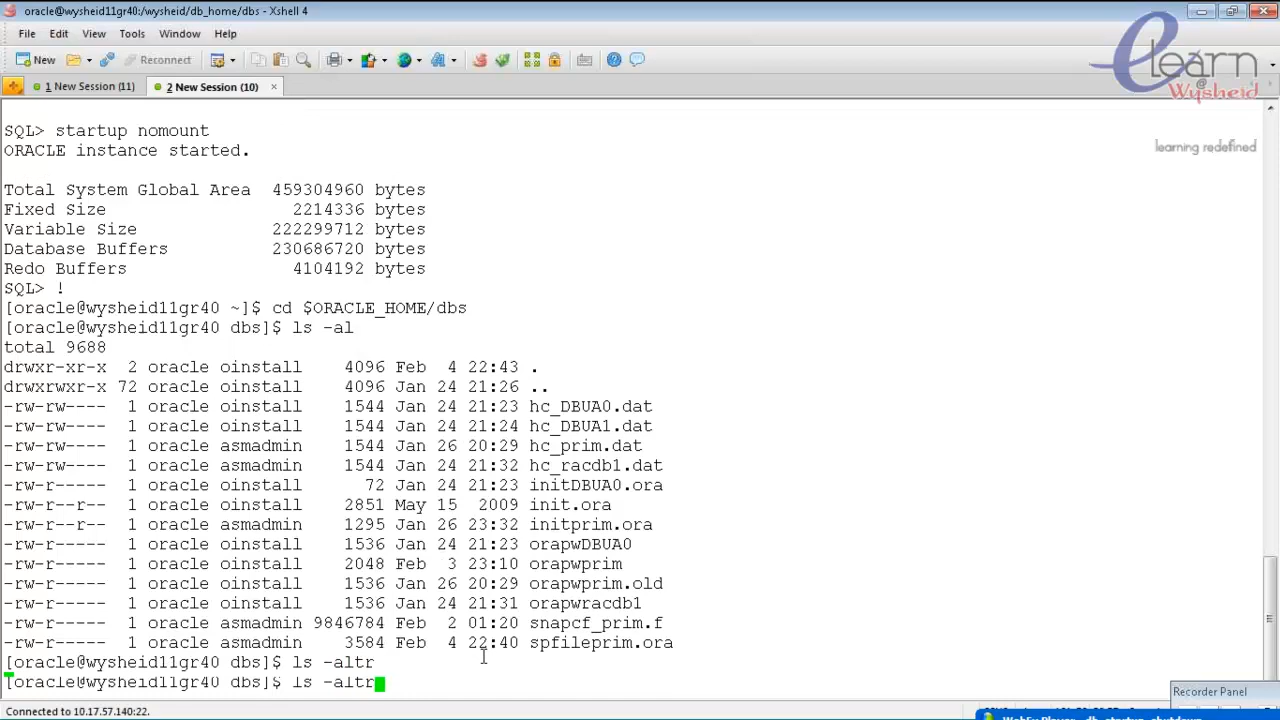 oracle@wysheid11gr40:/wysheid/db_home/dbs - Xshell 4
File Edit View Tools Window Help
New Reconnect
1 New Session (11) 2 New Session (10) ×
elearn
@
Wysheid
learning redefined
SQL> startup nomount
ORACLE instance started.
Total System Global Area 459304960 bytes
Fixed Size 2214336 bytes
Variable Size 222299712 bytes
Database Buffers 230686720 bytes
Redo Buffers 4104192 bytes
SQL> !
[oracle@wysheid11gr40 ~]$ cd $ORACLE_HOME/dbs
[oracle@wysheid11gr40 dbs]$ ls -al
total 9688
drwxr-xr-x 2 oracle oinstall 4096 Feb 4 22:43 .
drwxrwxr-x 72 oracle oinstall 4096 Jan 24 21:26 ..
-rw-rw---- 1 oracle oinstall 1544 Jan 24 21:23 hc_DBUA0.dat
-rw-rw---- 1 oracle oinstall 1544 Jan 24 21:24 hc_DBUA1.dat
-rw-rw---- 1 oracle asmadmin 1544 Jan 26 20:29 hc_prim.dat
-rw-rw---- 1 oracle oinstall 1544 Jan 24 21:32 hc_racdb1.dat
-rw-r----- 1 oracle oinstall 72 Jan 24 21:23 initDBUA0.ora
-rw-r--r-- 1 oracle oinstall 2851 May 15 2009 init.ora
-rw-r--r-- 1 oracle asmadmin 1295 Jan 26 23:32 initprim.ora
-rw-r----- 1 oracle oinstall 1536 Jan 24 21:23 orapwDBUA0
-rw-r----- 1 oracle oinstall 2048 Feb 3 23:10 orapwprim
-rw-r----- 1 oracle oinstall 1536 Jan 26 20:29 orapwprim.old
-rw-r----- 1 oracle oinstall 1536 Jan 24 21:31 orapwracdb1
-rw-r----- 1 oracle asmadmin 9846784 Feb 2 01:20 snapcf_prim.f
-rw-r----- 1 oracle asmadmin 3584 Feb 4 22:40 spfileprim.ora
[oracle@wysheid11gr40 dbs]$ ls -altr
[oracle@wysheid11gr40 dbs]$ ls -altr
Recorder Panel
Connected to 10.17.57.140:22.